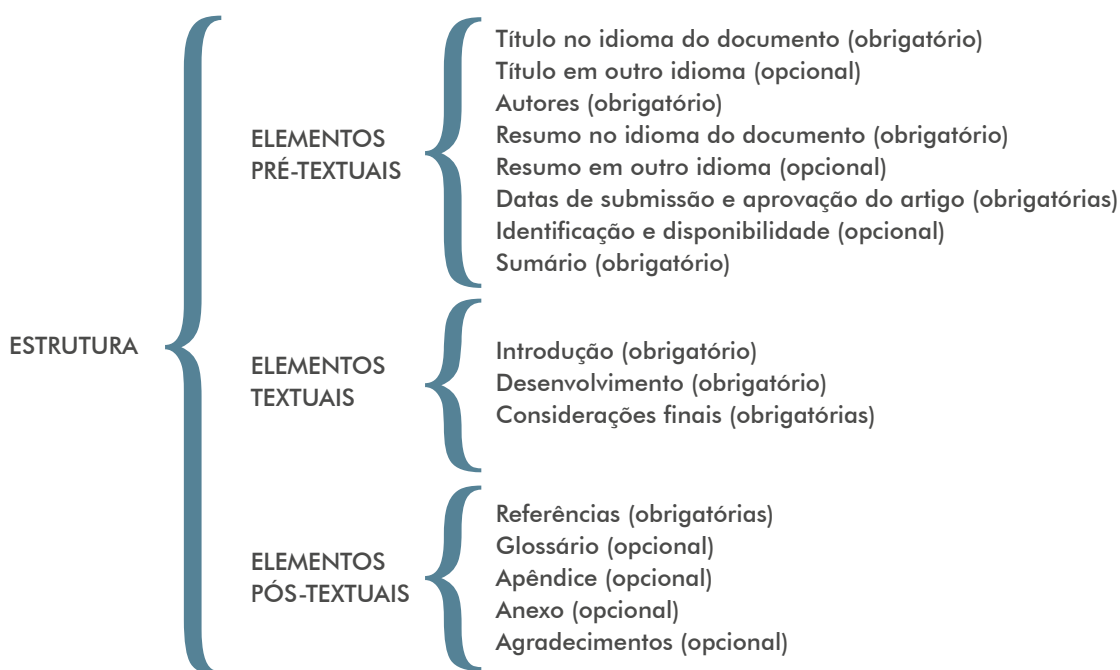 ESTRUTURA
ELEMENTOS
PRÉ-TEXTUAIS
Título no idioma do documento (obrigatório)
Título em outro idioma (opcional)
Autores (obrigatório)
Resumo no idioma do documento (obrigatório)
Resumo em outro idioma (opcional)
Datas de submissão e aprovação do artigo (obrigatórias)
Identificação e disponibilidade (opcional)
Sumário (obrigatório)
ELEMENTOS
TEXTUAIS
Introdução (obrigatório)
Desenvolvimento (obrigatório)
Considerações finais (obrigatórias)
ELEMENTOS
PÓS-TEXTUAIS
Referências (obrigatórias)
Glossário (opcional)
Apêndice (opcional)
Anexo (opcional)
Agradecimentos (opcional)